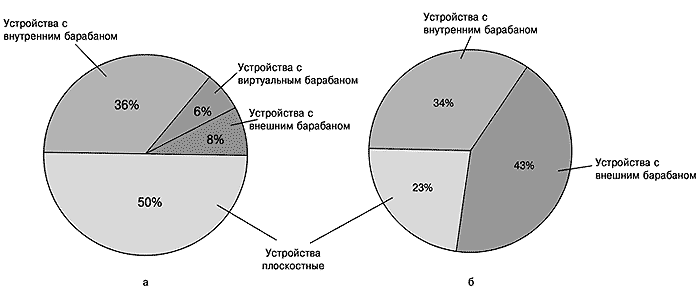 Устройства с
внутренним барабаном
Устройства с
виртуальным барабаном
Устройства с
внешним барабаном
36%
6%
8%
50%
Устройства с
внутренним барабаном
34%
43%
23%
Устройства с
внешним барабаном
Устройства
плоскостные
а
б